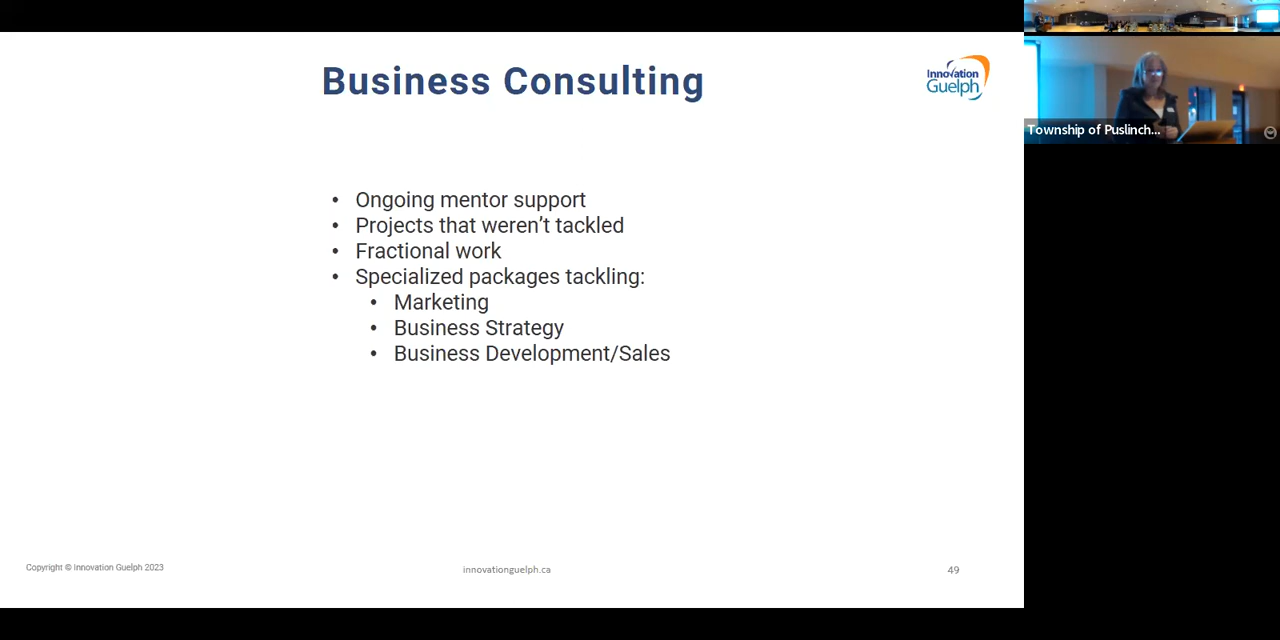 Business Consulting
Innovation
Guelph
• Ongoing mentor support
• Projects that weren’t tackled
• Fractional work
• Specialized packages tackling:
• Marketing
• Business Strategy
• Business Development/Sales
Copyright © Innovation Guelph 2023
innovationguelph.ca
49
Township of Puslinch...